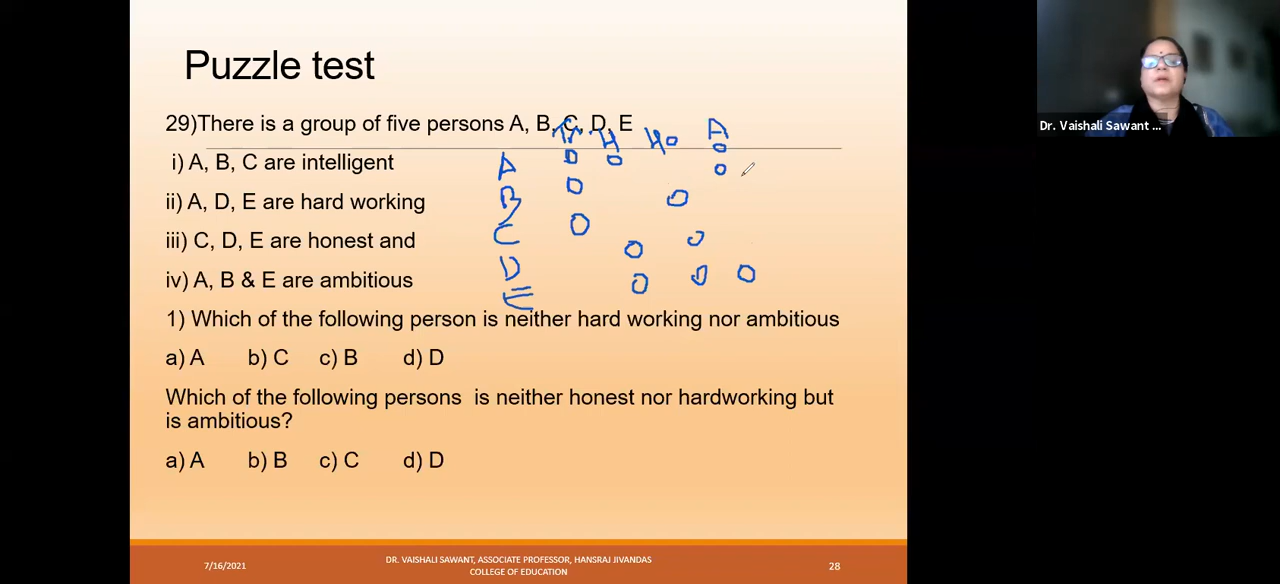 Puzzle test
29)There is a group of five persons A, B, C, D, E
i) A, B, C are intelligent
ii) A, D, E are hard working
iii) C, D, E are honest and
iv) A, B & E are ambitious
1) Which of the following person is neither hard working nor ambitious
a) A b) C c) B d) D
Which of the following persons is neither honest nor hardworking but
is ambitious?
a) A b) B c) C d) D
In H Ho A
A
B
C
D
E
7/16/2021
DR. VAISHALI SAWANT, ASSOCIATE PROFESSOR, HANSRAJ JIVANDAS
COLLEGE OF EDUCATION
28
Dr. Vaishali Sawant ...